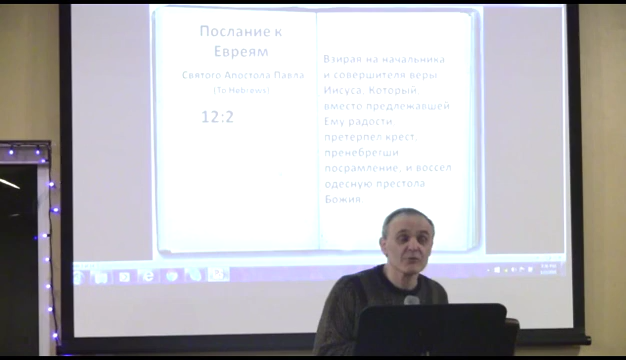 Послание к
Евреям
Святого Апостола Павла
(To Hebrews)
12:2
Взирая на начальника
и совершителя веры
Иисуса, Который
вместо предлежавшей
Ему радости
претерпел крест,
пренебрегши
посрамление, и воссел
одесную престола
Божия